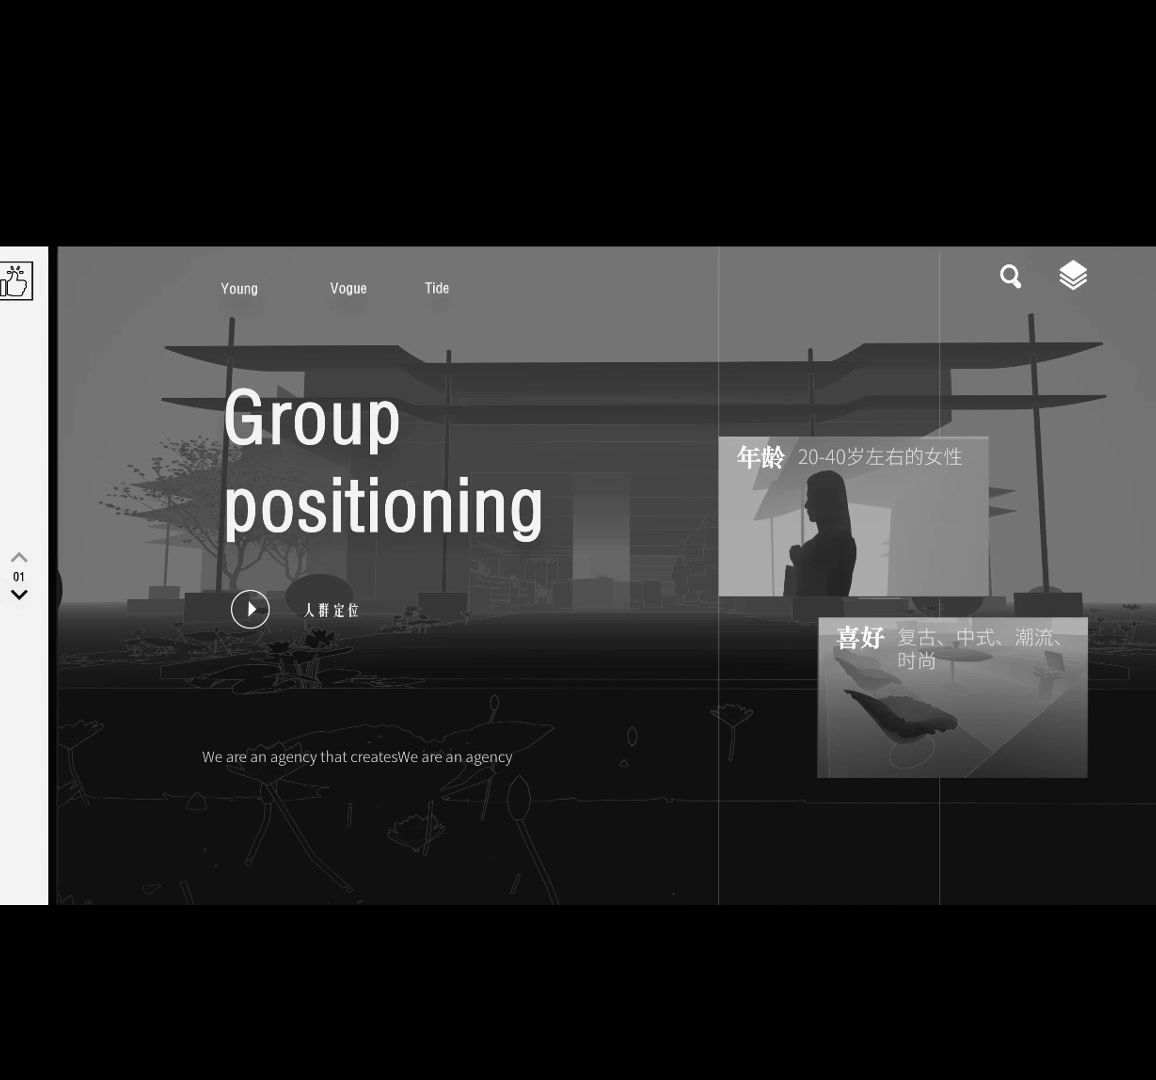 Young
Vogue
Tide
Group
positioning
年龄 20-40岁左右的女性
01
人群定位
喜好 复古、中式、潮流、
时尚
We are an agency that createsWe are an agency